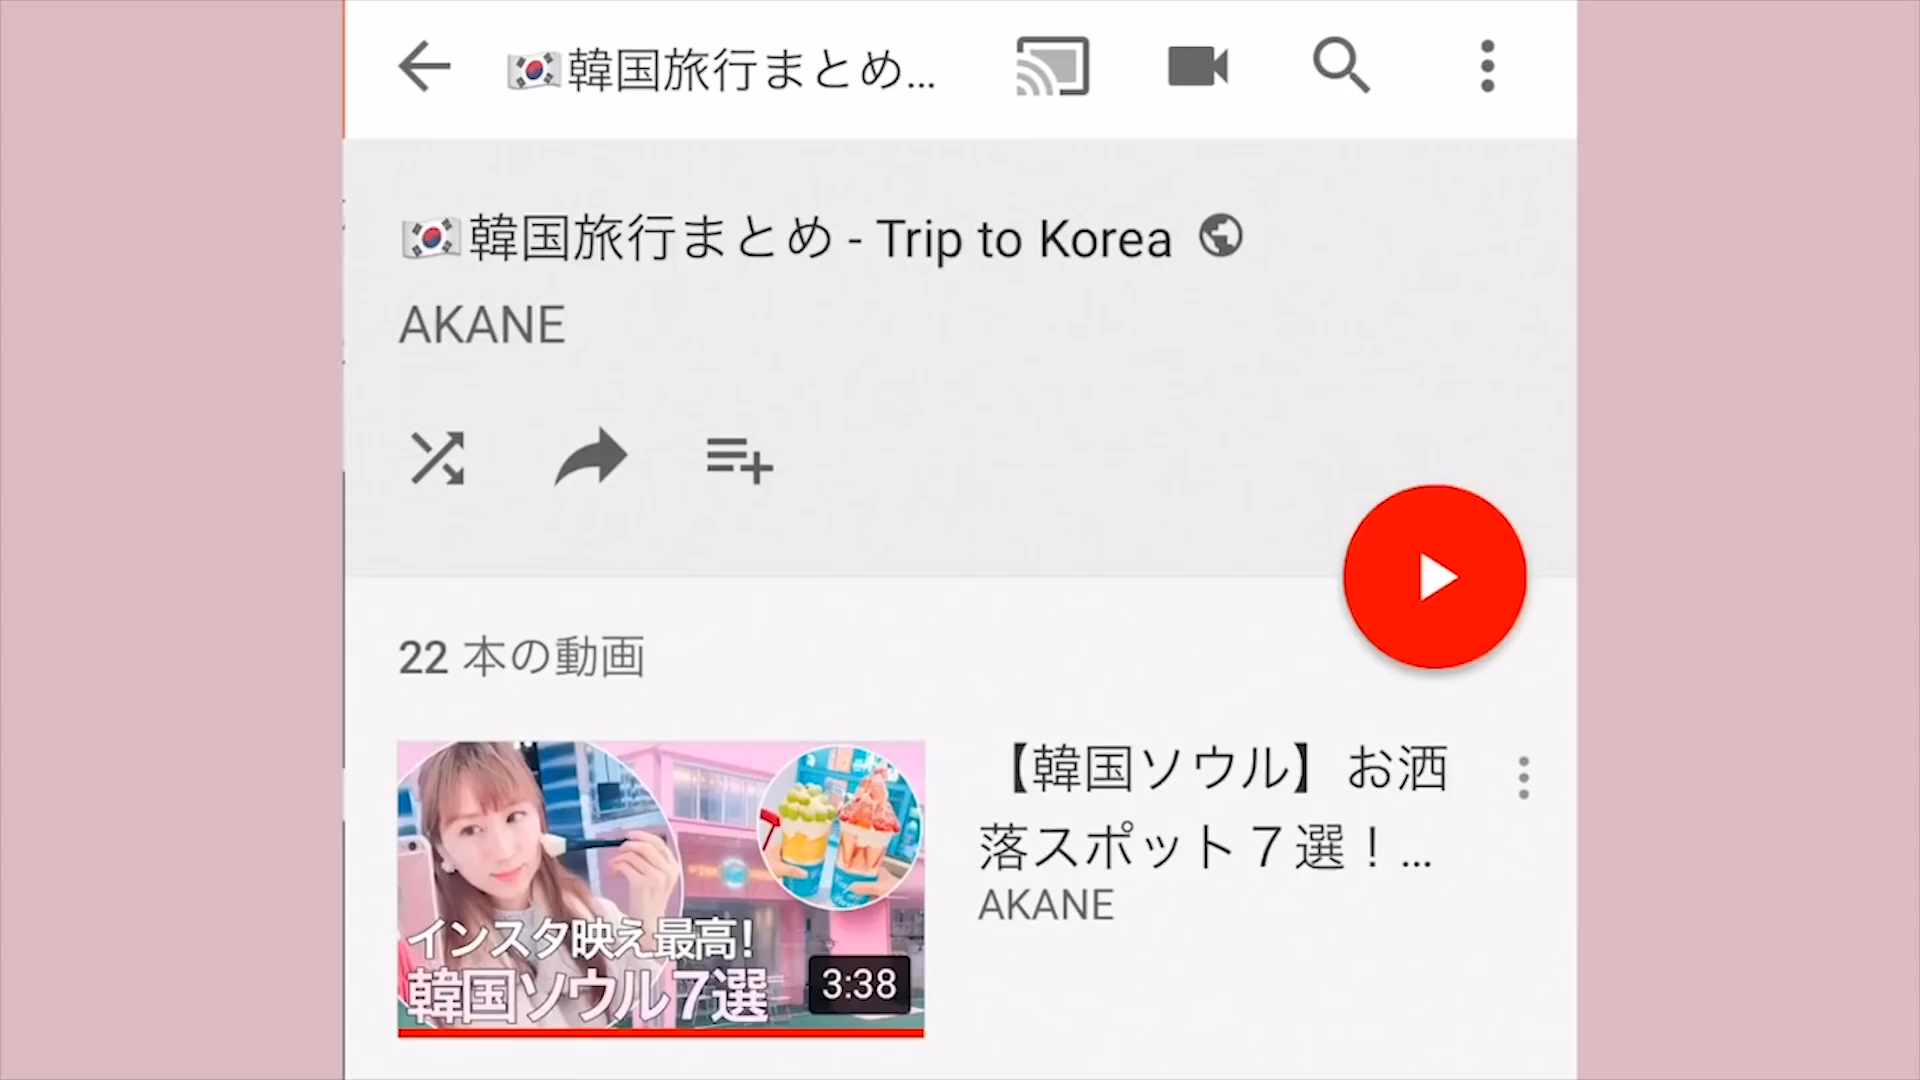 🇰🇷韓国旅行まとめ...
🇰🇷韓国旅行まとめ - Trip to Korea
AKANE
22 本の動画
インスタ映え最高!
韓国ソウル7選
3:38
【韓国ソウル】お洒
落スポット７選！...
AKANE